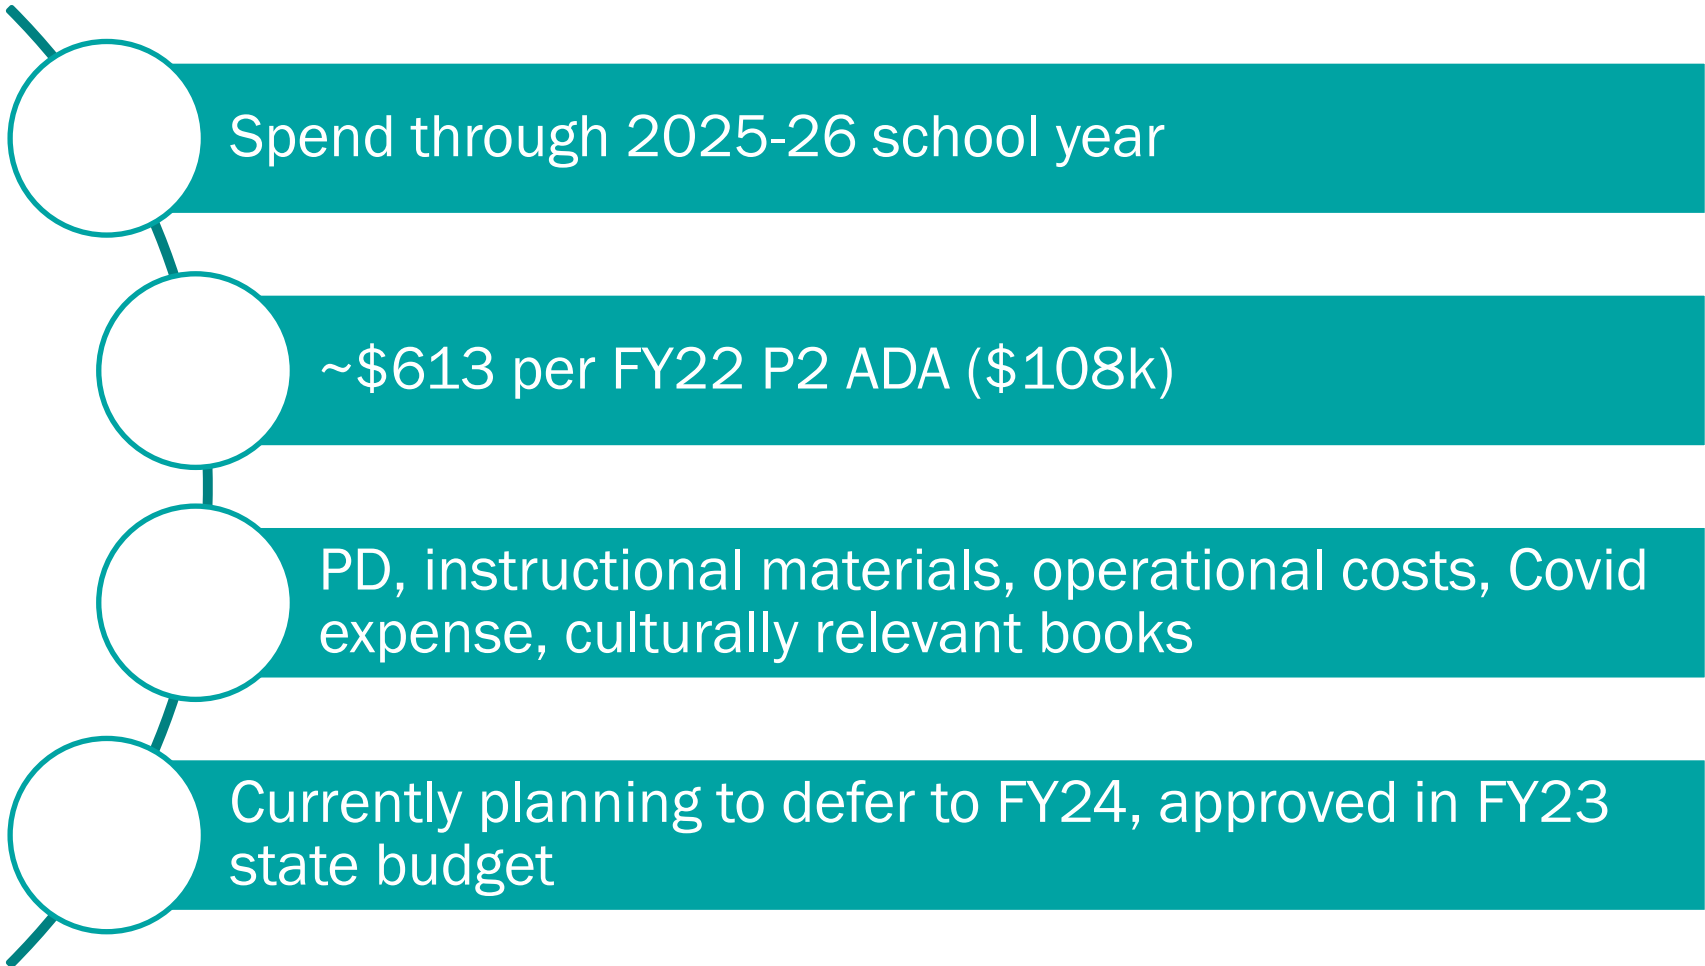 Spend through 2025-26 school year
~$613 per FY22 P2 ADA ($108k)
PD, instructional materials, operational costs, Covid
expense, culturally relevant books
Currently planning to defer to FY24, approved in FY23
state budget